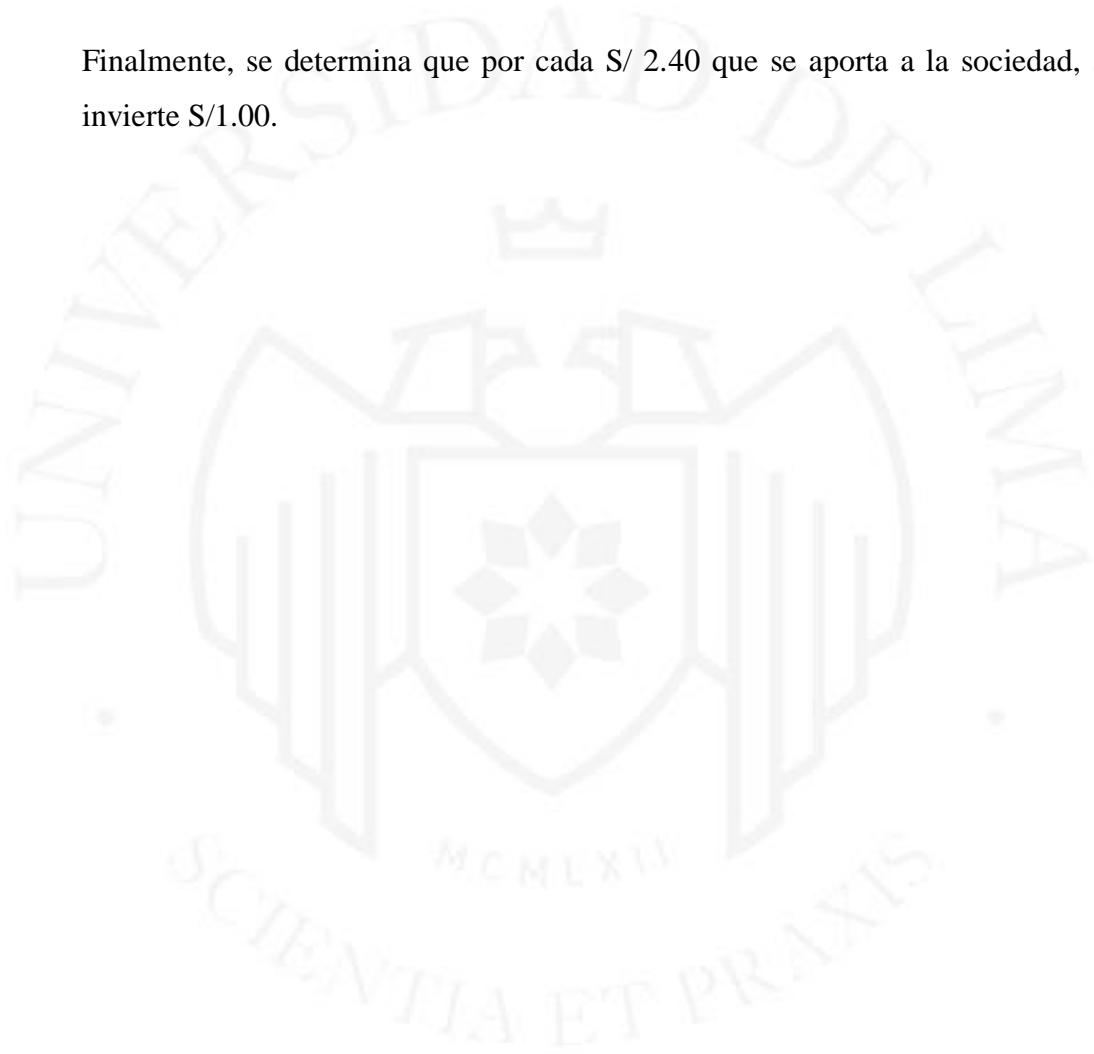 Finalmente, se determina que por cada S/ 2.40 que se aporta a la sociedad,
invierte S/1.00.
UNIVERSIDAD DE LIMA
MCMLXII
SCIENTIA ET PRAXIS